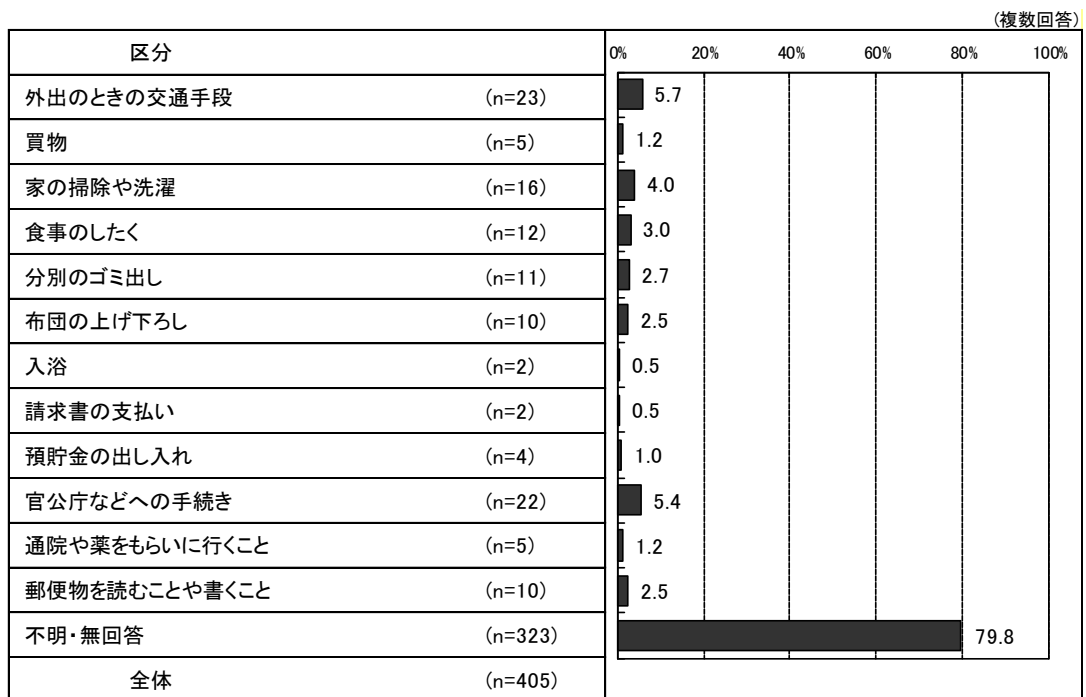 (複数回答)
区分 0% 20% 40% 60% 80% 100%
外出のときの交通手段 (n=23) 5.7
買物 (n=5) 1.2
家の掃除や洗濯 (n=16) 4.0
食事のしたく (n=12) 3.0
分別のゴミ出し (n=11) 2.7
布団の上げ下ろし (n=10) 2.5
入浴 (n=2) 0.5
請求書の支払い (n=2) 0.5
預貯金の出し入れ (n=4) 1.0
官公庁などへの手続き (n=22) 5.4
通院や薬をもらいに行くこと (n=5) 1.2
郵便物を読むことや書くこと (n=10) 2.5
不明・無回答 (n=323) 79.8
全体 (n=405)